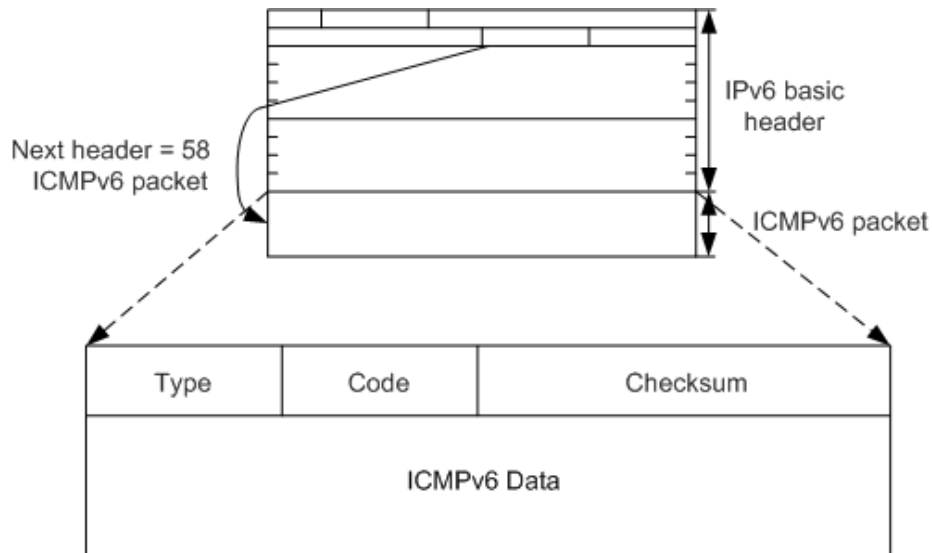 IPv6 basic
header
Next header = 58
ICMPv6 packet
ICMPv6 packet
Type Code Checksum
ICMPv6 Data